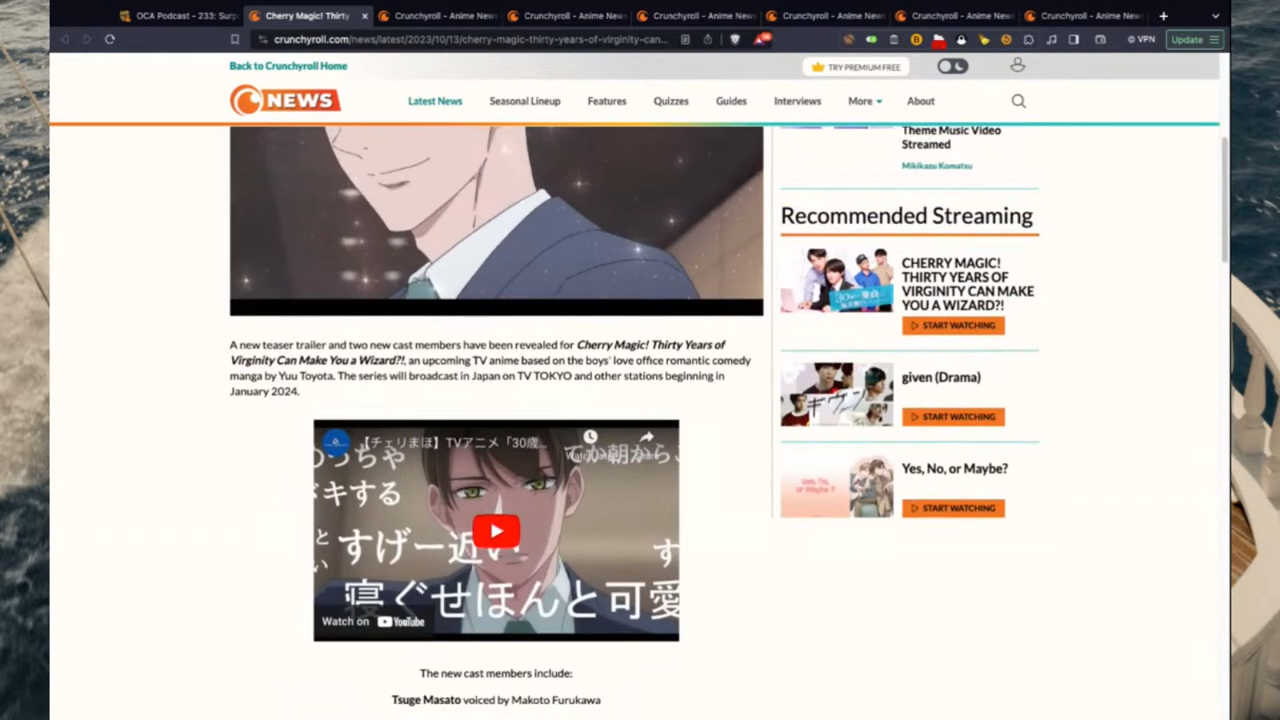 OCA Podcast - 233: Surp
Cherry Magic! Thirty
Crunchyroll - Anime New
Crunchyroll - Anime New
Crunchyroll - Anime New
Crunchyroll - Anime New
Crunchyroll - Anime New
Crunchyroll - Anime New
crunchyroll.com/news/latest/2023/10/13/cherry-magic-thirty-years-of-virginity-can...
VPN
Update
Back to Crunchyroll Home
TRY PREMIUM FREE
NEWS
Latest News
Seasonal Lineup
Features
Quizzes
Guides
Interviews
More
About
Theme Music Video
Streamed
Mikikazu Komatsu
Recommended Streaming
CHERRY MAGIC!
THIRTY YEARS OF
VIRGINITY CAN MAKE
YOU A WIZARD?!
START WATCHING
given (Drama)
START WATCHING
Yes, No, or Maybe?
START WATCHING
A new teaser trailer and two new cast members have been revealed for Cherry Magic! Thirty Years of
Virginity Can Make You a Wizard?!, an upcoming TV anime based on the boys' love office romantic comedy
manga by Yuu Toyota. The series will broadcast in Japan on TV TOKYO and other stations beginning in
January 2024.
【チェリまほ】TVアニメ「30歳...
キする
すげー近い
寝ぐせほんと可愛
Watch on YouTube
The new cast members include:
Tsuge Masato voiced by Makoto Furukawa